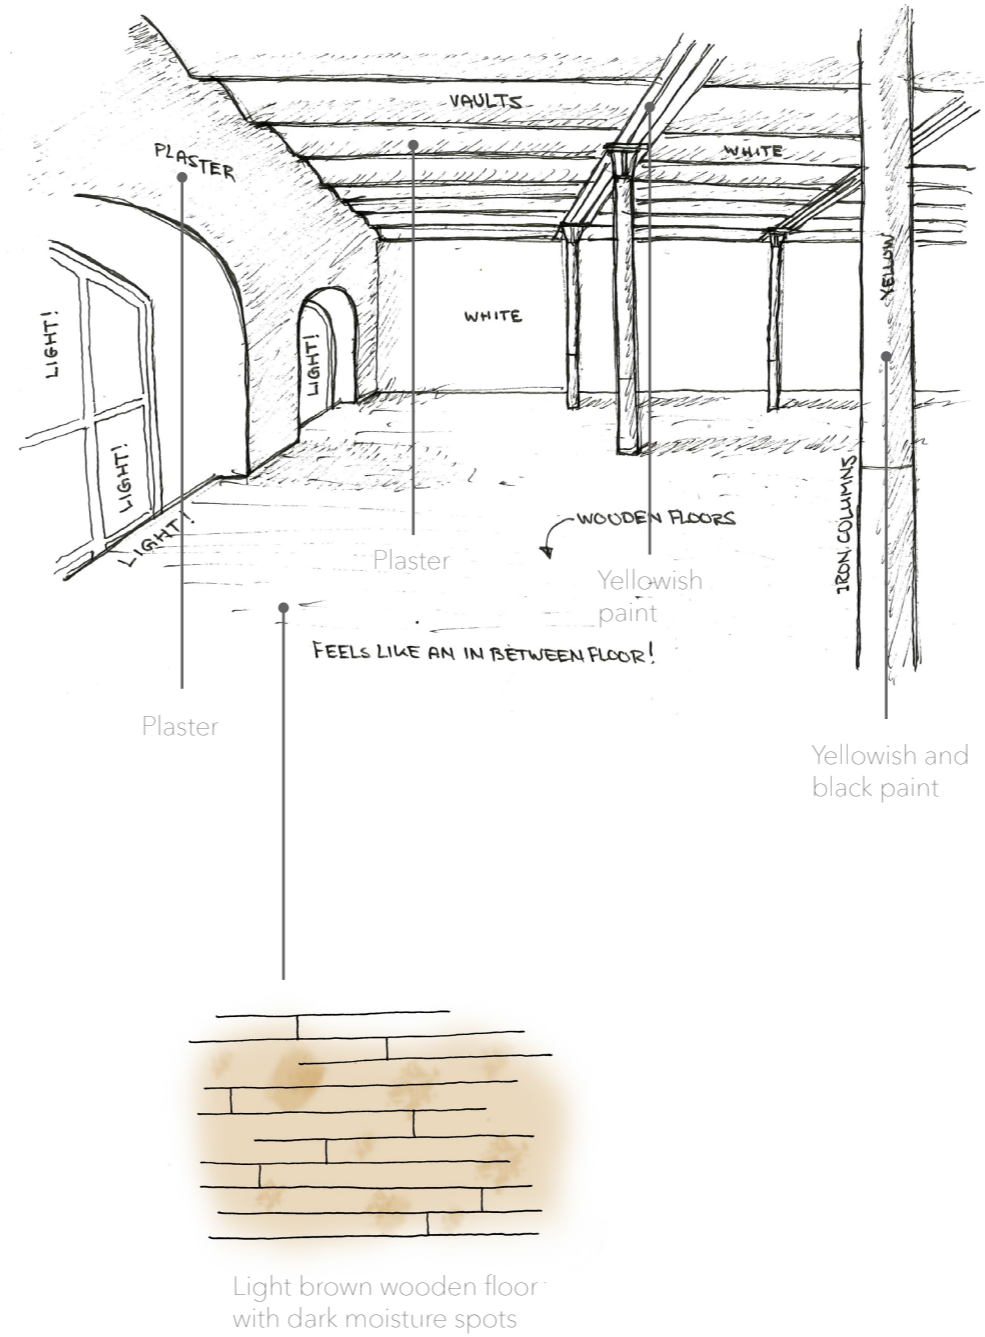 VAULTS
PLASTER
WHITE
YELLOW
WHITE
LIGHT!
LIGHT!
LIGHT!
LIGHT!
IRON COLUMNS
WOODEN FLOORS
Plaster
Yellowish
paint
FEELS LIKE AN IN BETWEEN FLOOR!
Plaster
Yellowish and
black paint
Light brown wooden floor
with dark moisture spots